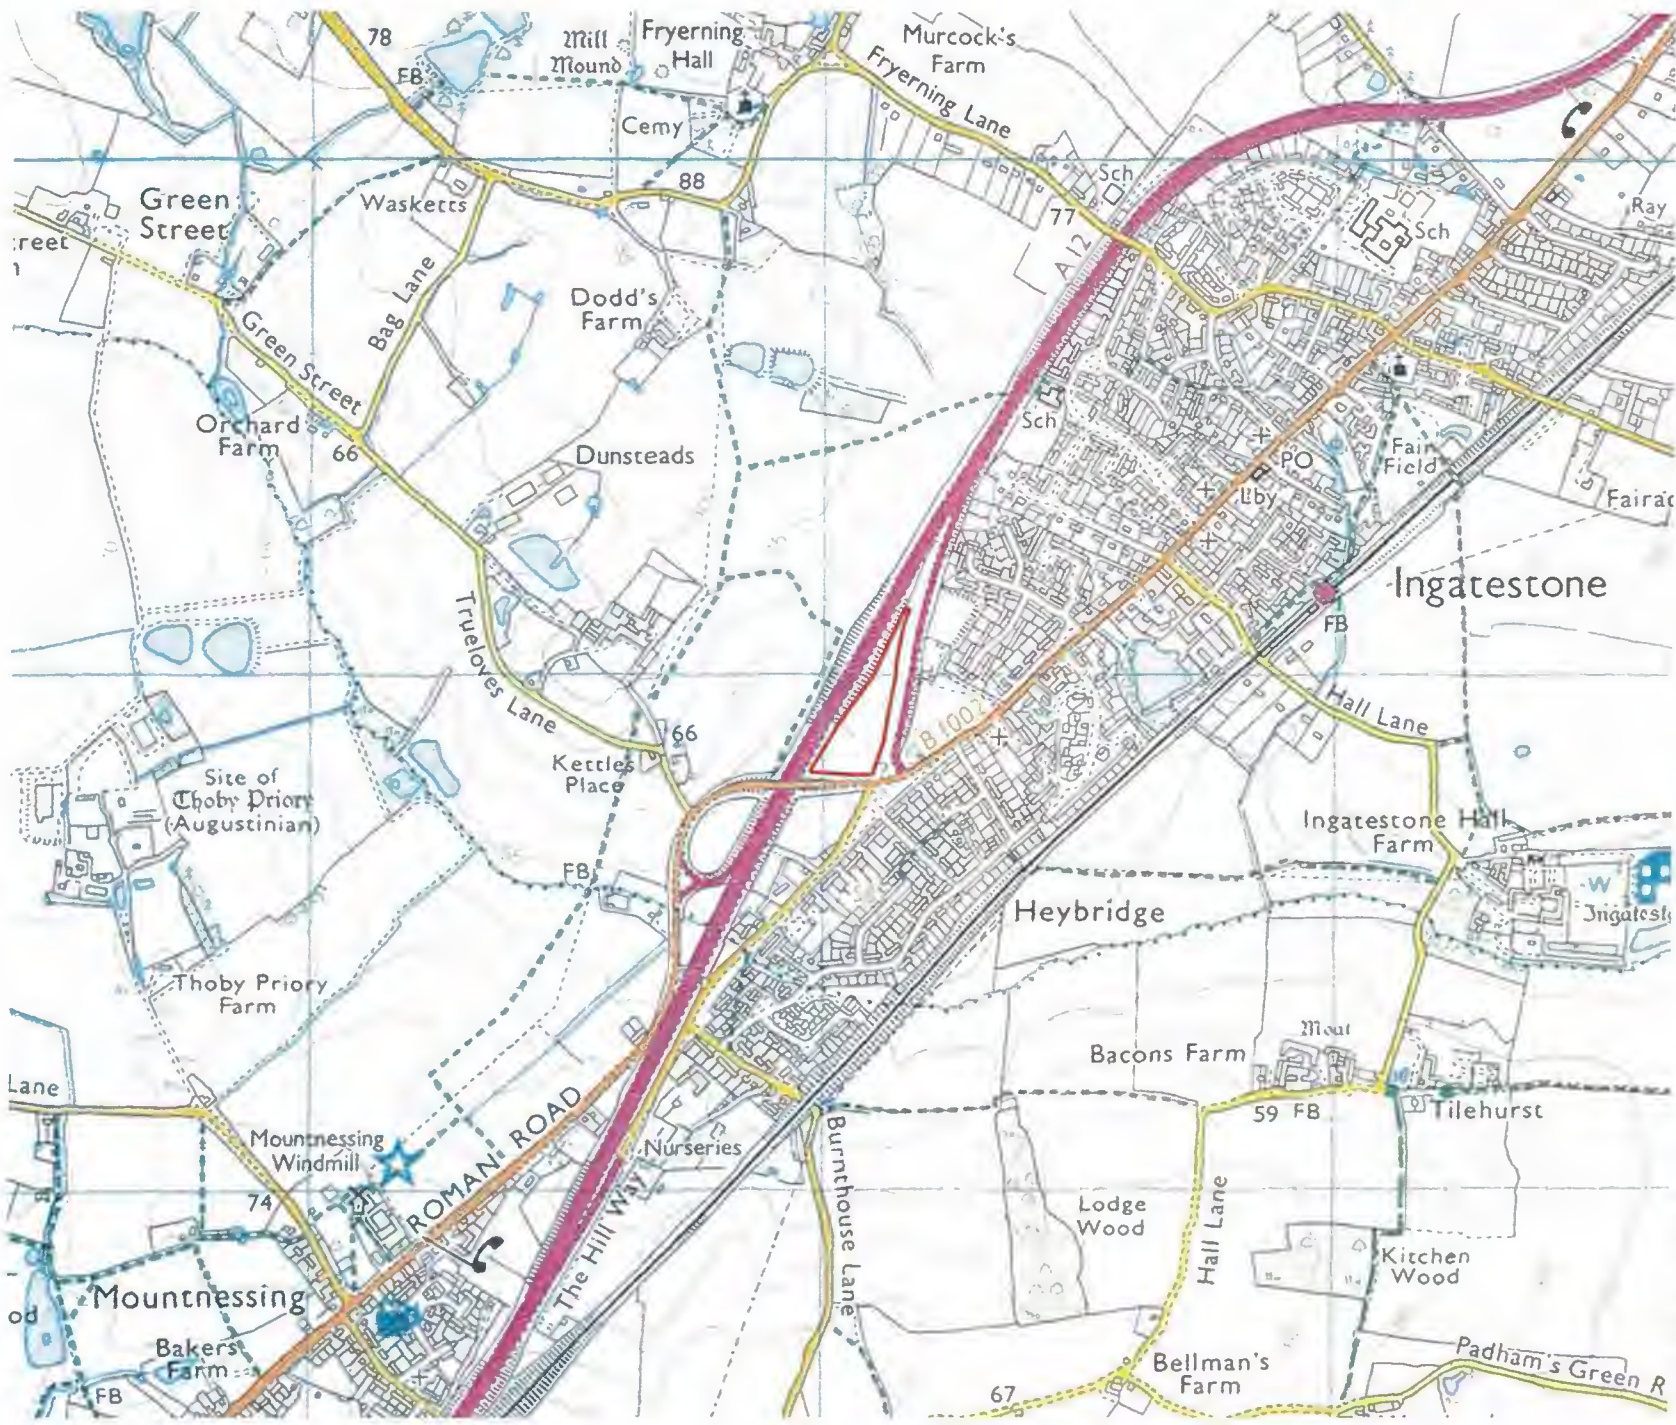 78
FB
Mill
Mound
Fryerning
Hall
Murcock's
Farm
Fryerning Lane
Cemy
88
Wasketts
Green
Street
Sch
77
A 12
Sch
Ray
Bag Lane
Dodd's
Farm
Green Street
Orchard
Farm
66
Dunsteads
Sch
PO
Liby
Fair
Field
Ingatestone
FB
Trueloves Lane
66
Kettles
Place
B1002
Hall Lane
Site of
Thoby Priory
(Augustinian)
Ingatestone Hall
Farm
W
FB
Heybridge
Thoby Priory
Farm
Moat
Bacons Farm
Lane
59
FB
Tilehurst
Mountnessing
Windmill
74
ROMAN ROAD
Nurseries
Burnthouse Lane
Lodge
Wood
Hall Lane
Kitchen
Wood
The Hill Way
Mountnessing
od
Bakers
Farm
FB
67
Bellman's
Farm
Padham's Green R